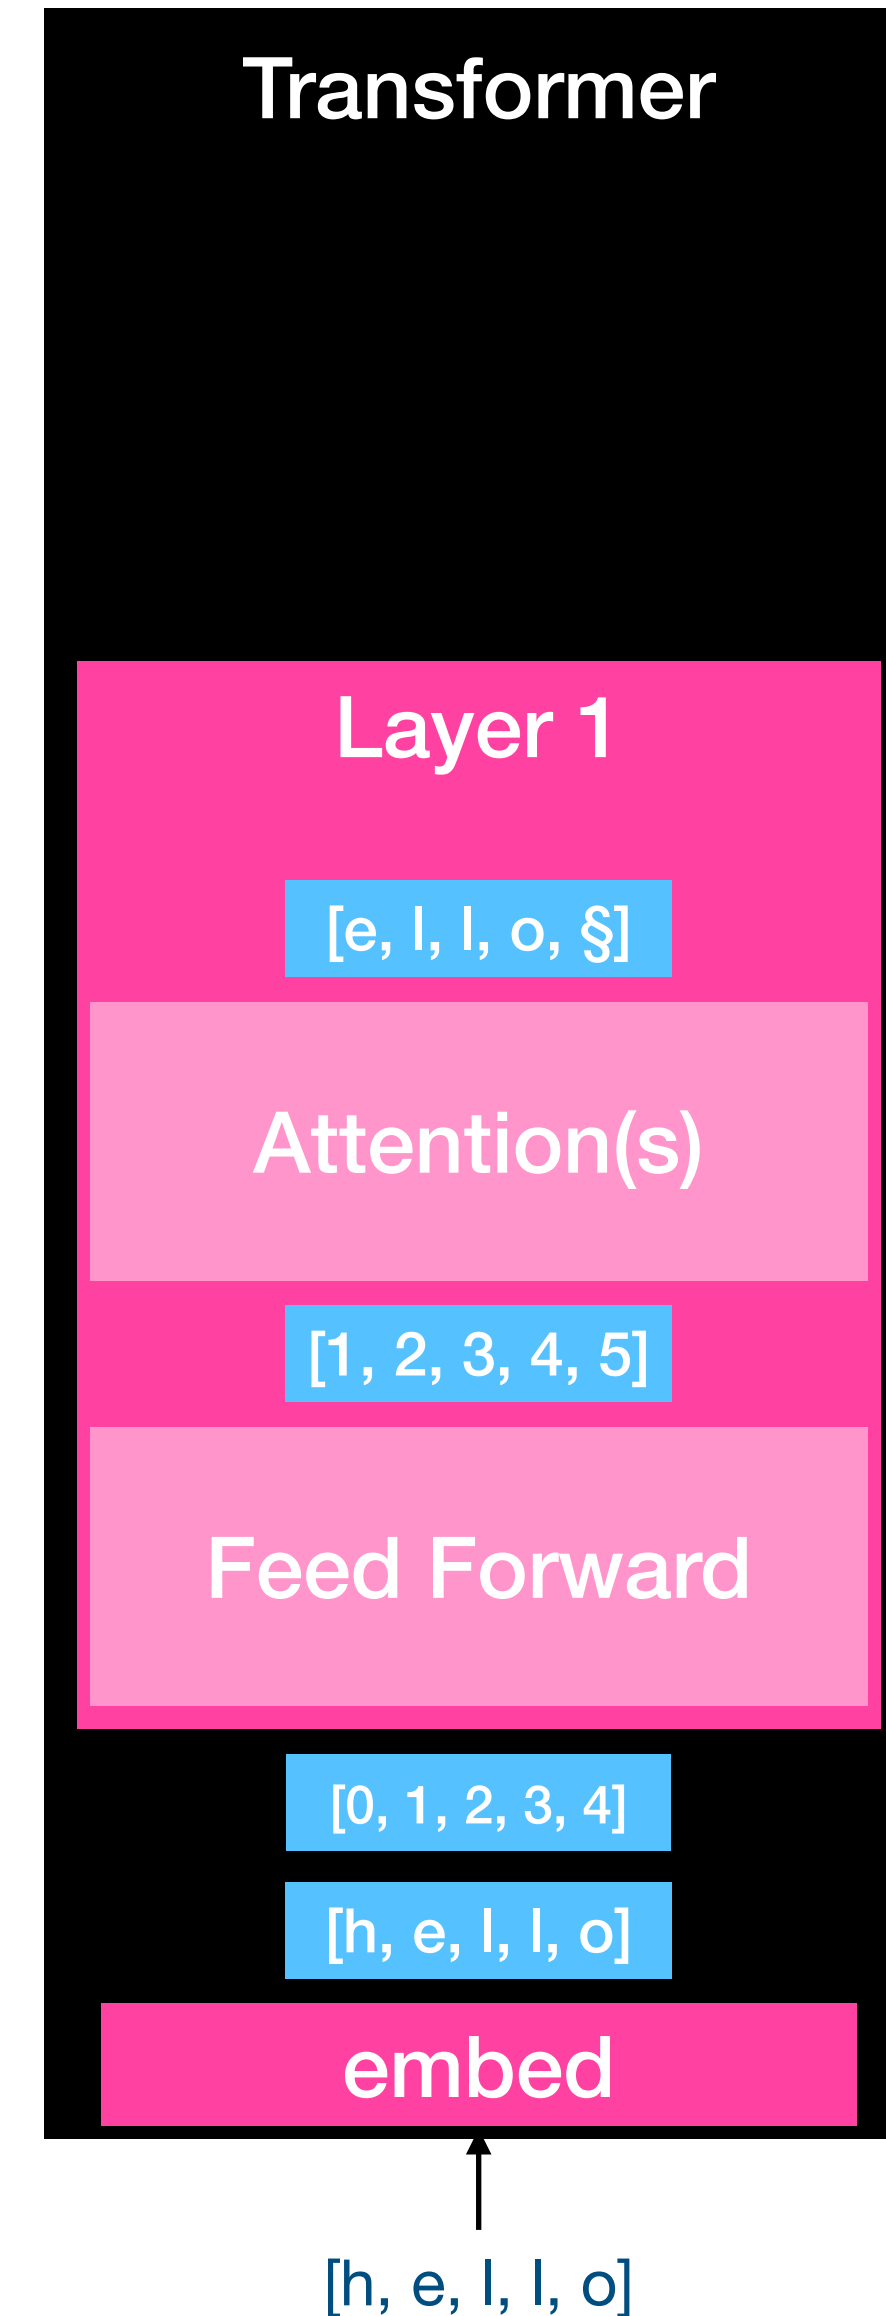 Transformer
Layer 1
[e, l, l, o, §]
Attention(s)
[1, 2, 3, 4, 5]
Feed Forward
[0, 1, 2, 3, 4]
[h, e, l, l, o]
embed
[h, e, l, l, o]